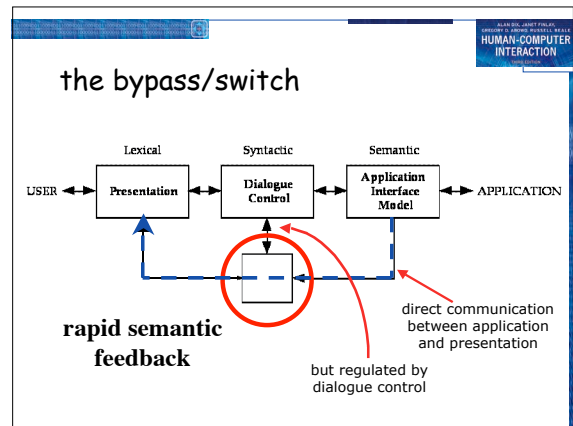 ALAN DIX, JANET FINLAY,
GREGORY D. ABOWD, RUSSELL BEALE
HUMAN-COMPUTER
INTERACTION
THIRD EDITION
the bypass/switch
Lexical
Syntactic
Semantic
USER
Presentation
Dialogue
Control
Application
Interface
Model
APPLICATION
rapid semantic
feedback
direct communication
between application
and presentation
but regulated by
dialogue control